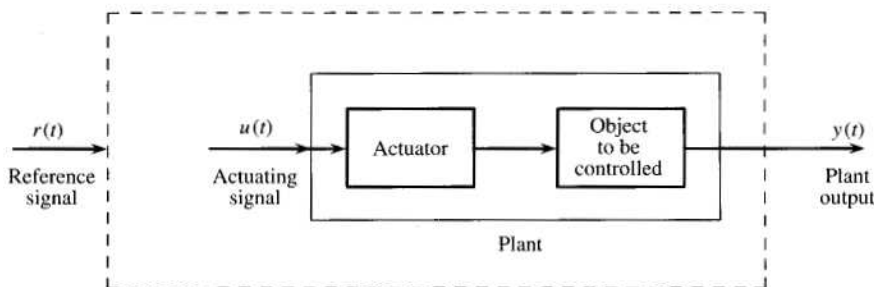 r(t)
Reference
signal
u(t)
Actuating
signal
Actuator
Object
to be
controlled
Plant
y(t)
Plant
output